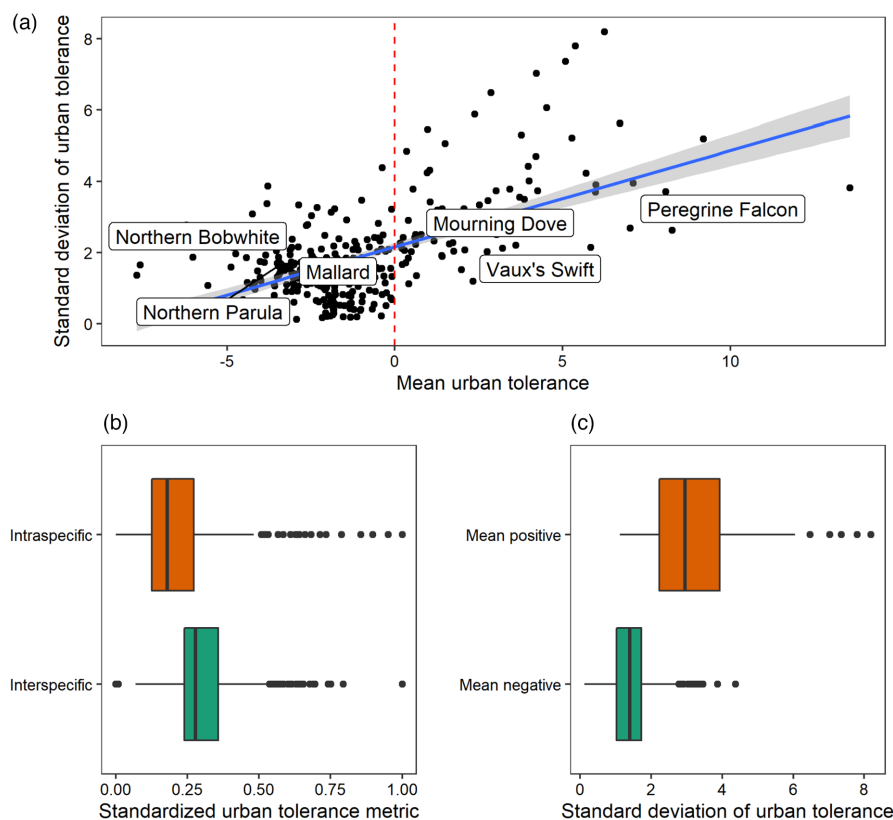 (a)
Standard deviation of urban tolerance
8
6
4
2
0
Northern Bobwhite
Mourning Dove
Peregrine Falcon
Mallard
Vaux's Swift
Northern Parula
-5
0
5
10
Mean urban tolerance
(b)
Intraspecific
Interspecific
0.00
0.25
0.50
0.75
1.00
Standardized urban tolerance metric
(c)
Mean positive
Mean negative
0
2
4
6
8
Standard deviation of urban tolerance